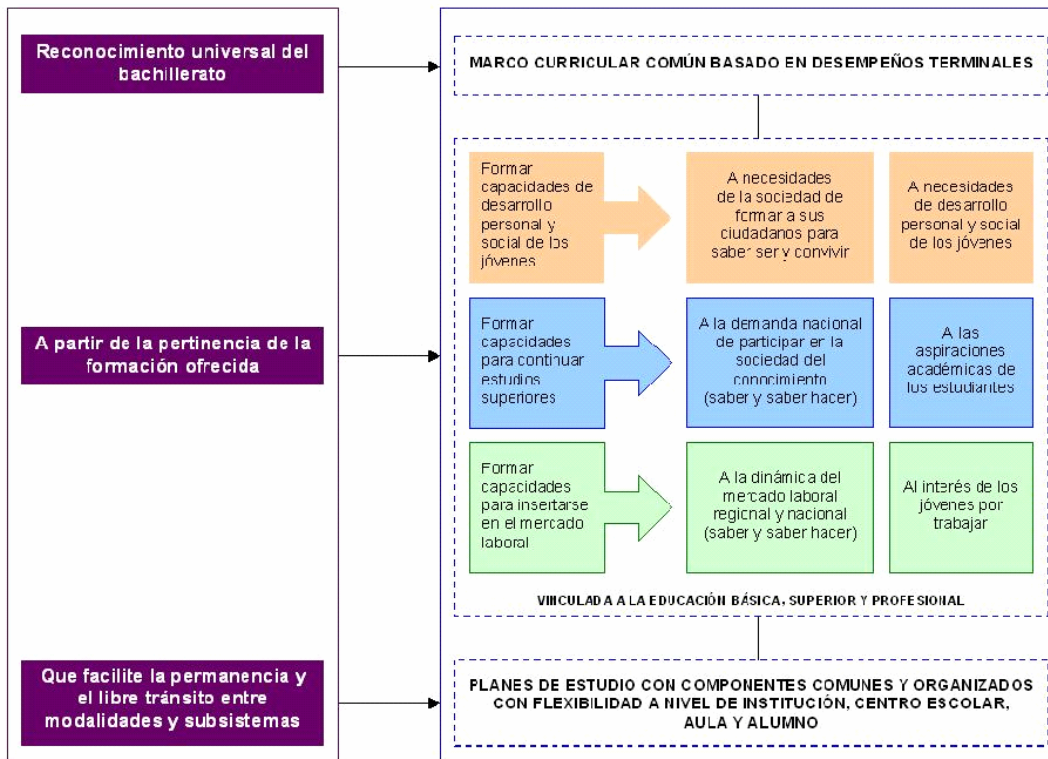 Reconocimiento universal del
bachillerato
MARCO CURRICULAR COMÚN BASADO EN DESEMPEÑOS TERMINALES
Formar
capacidades de
desarrollo
personal y
social de los
jóvenes
A necesidades
de la sociedad de
formar a sus
ciudadanos para
saber ser y convivir
A necesidades
de desarrollo
personal y social
de los jóvenes
A partir de la pertinencia de la
formación ofrecida
Formar
capacidades
para continuar
estudios
superiores
A la demanda nacional
de participar en la
sociedad del
conocimiento
(saber y saber hacer)
A las
aspiraciones
académicas de
los estudiantes
Formar
capacidades
para insertarse
en el mercado
laboral
A la dinámica del
mercado laboral
regional y nacional
(saber y saber hacer)
Al interés de los
jóvenes por
trabajar
VINCULADA A LA EDUCACIÓN BÁSICA, SUPERIOR Y PROFESIONAL
Que facilite la permanencia y
el libre tránsito entre
modalidades y subsistemas
PLANES DE ESTUDIO CON COMPONENTES COMUNES Y ORGANIZADOS
CON FLEXIBILIDAD A NIVEL DE INSTITUCIÓN, CENTRO ESCOLAR,
AULA Y ALUMNO